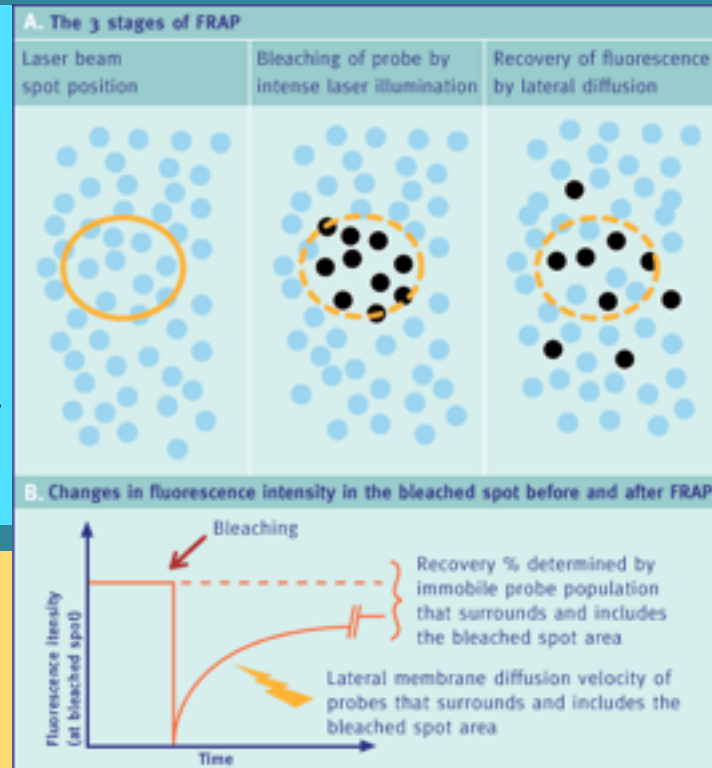 A. The 3 stages of FRAP
Laser beam
spot position
Bleaching of probe by
intense laser illumination
Recovery of fluorescence
by lateral diffusion
B. Changes in fluorescence intensity in the bleached spot before and after FRAP
Bleaching
Recovery % determined by
immobile probe population
that surrounds and includes
the bleached spot area
Lateral membrane diffusion velocity of
probes that surrounds and includes the
bleached spot area
Fluorescence itensity
(at bleached spot)
Time